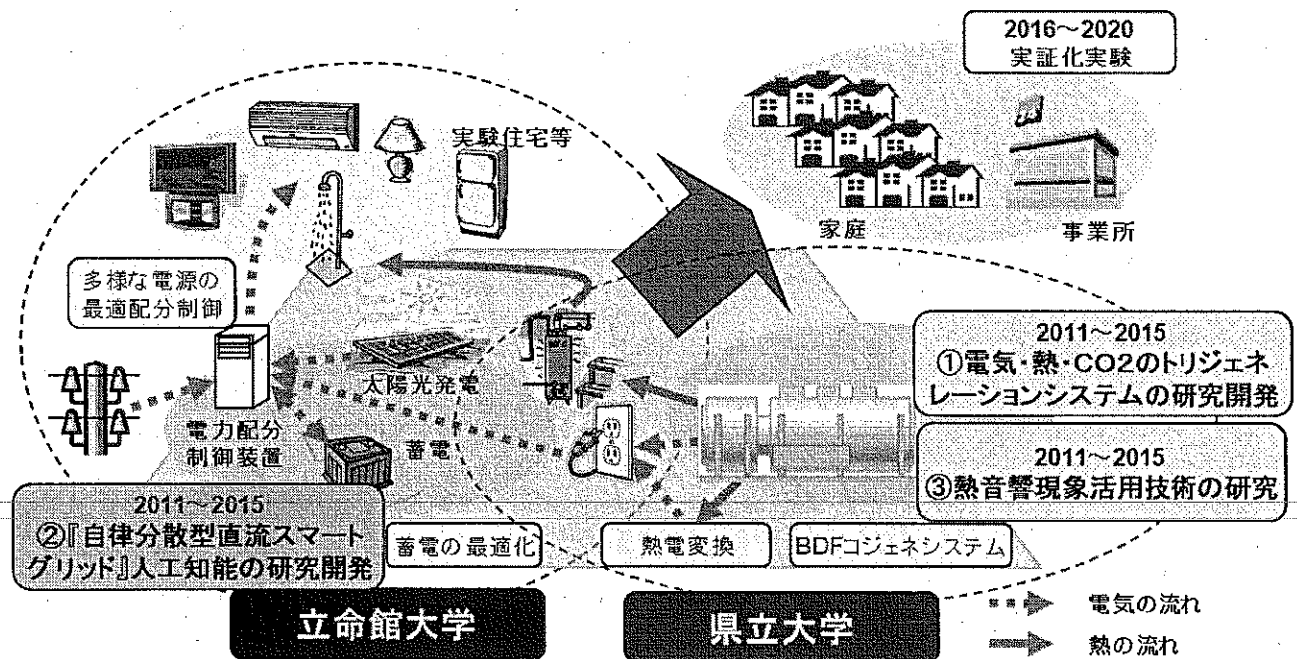 2016～2020
実証化実験
実験住宅等
家庭
事業所
多様な電源の
最適配分制御
太陽光発電
電力配分
制御装置
蓄電
2011～2015
①電気・熱・CO2のトリジェネ
レーションシステムの研究開発
2011～2015
③熱音響現象活用技術の研究
2011～2015
②『自律分散型直流スマート
グリッド』人工知能の研究開発
蓄電の最適化
熱電変換
BDFコジェネシステム
立命館大学
県立大学
電気の流れ
熱の流れ